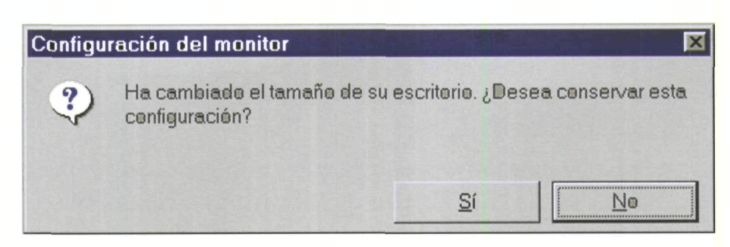 Configuración del monitor
Ha cambiado el tamaño de su escritorio. ¿Desea conservar esta
configuración?
Sí
No